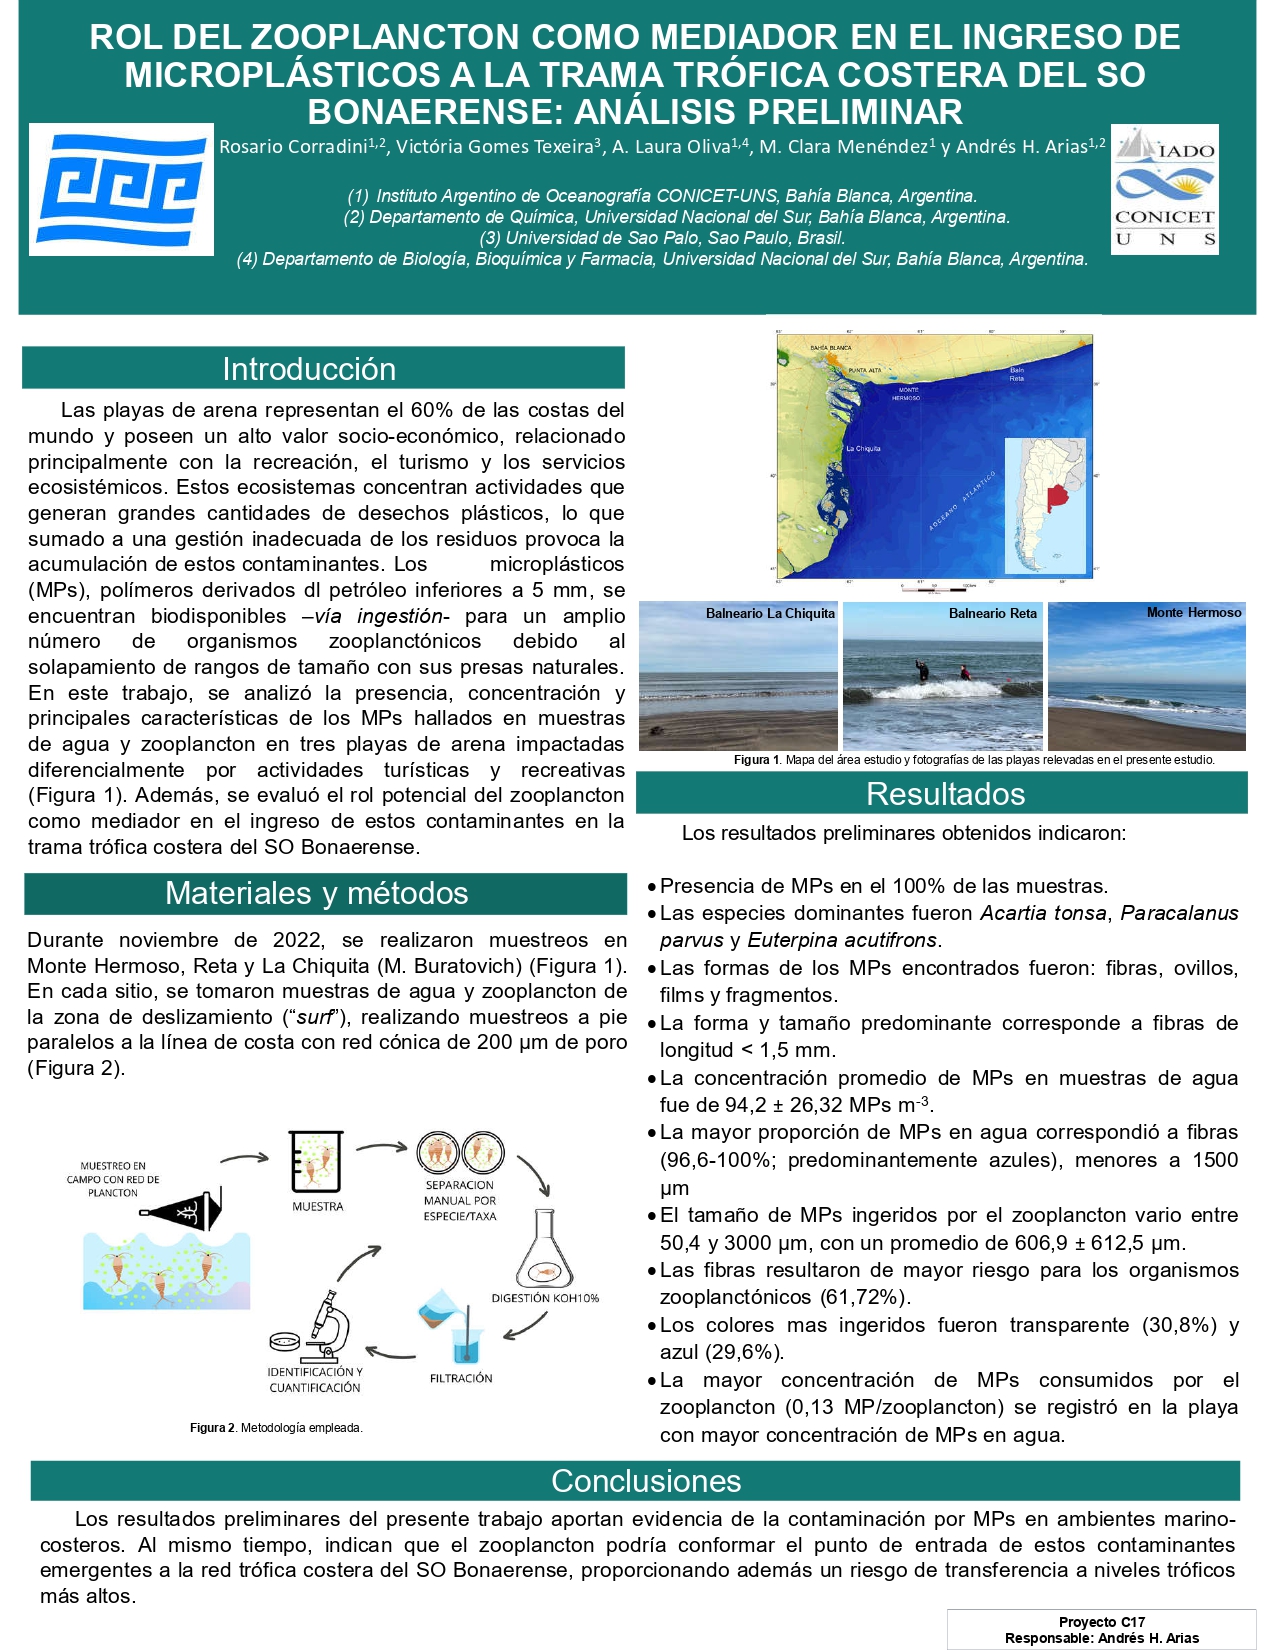 ROL DEL ZOOPLANCTON COMO MEDIADOR EN EL INGRESO DE
MICROPLÁSTICOS A LA TRAMA TRÓFICA COSTERA DEL SO
BONAERENSE: ANÁLISIS PRELIMINAR
Rosario Corradini1,2, Victória Gomes Texeira3, A. Laura Oliva1,4, M. Clara Menéndez1 y Andrés H. Arias1,2
(1) Instituto Argentino de Oceanografía CONICET-UNS, Bahía Blanca, Argentina.
(2) Departamento de Química, Universidad Nacional del Sur, Bahía Blanca, Argentina.
(3) Universidad de Sao Palo, Sao Paulo, Brasil.
(4) Departamento de Biología, Bioquímica y Farmacia, Universidad Nacional del Sur, Bahía Blanca, Argentina.
IADO
CONICET
U N S
Introducción
Las playas de arena representan el 60% de las costas del
mundo y poseen un alto valor socio-económico, relacionado
principalmente con la recreación, el turismo y los servicios
ecosistémicos. Estos ecosistemas concentran actividades que
generan grandes cantidades de desechos plásticos, lo que
sumado a una gestión inadecuada de los residuos provoca la
acumulación de estos contaminantes. Los microplásticos
(MPs), polímeros derivados dl petróleo inferiores a 5 mm, se
encuentran biodisponibles –vía ingestión- para un amplio
número de organismos zooplanctónicos debido al
solapamiento de rangos de tamaño con sus presas naturales.
En este trabajo, se analizó la presencia, concentración y
principales características de los MPs hallados en muestras
de agua y zooplancton en tres playas de arena impactadas
diferencialmente por actividades turísticas y recreativas
(Figura 1). Además, se evaluó el rol potencial del zooplancton
como mediador en el ingreso de estos contaminantes en la
trama trófica costera del SO Bonaerense.
Materiales y métodos
Durante noviembre de 2022, se realizaron muestreos en
Monte Hermoso, Reta y La Chiquita (M. Buratovich) (Figura 1).
En cada sitio, se tomaron muestras de agua y zooplancton de
la zona de deslizamiento (“surf”), realizando muestreos a pie
paralelos a la línea de costa con red cónica de 200 µm de poro
(Figura 2).
MUESTREO EN
CAMPO CON RED DE
PLANCTON
MUESTRA
SEPARACION
MANUAL POR
ESPECIE/TAXA
DIGESTIÓN KOH10%
FILTRACIÓN
IDENTIFICACIÓN Y
CUANTIFICACIÓN
Figura 2. Metodología empleada.
BAHÍA BLANCA
PUNTA ALTA
MONTE
HERMOSO
Baln
Reta
La Chiquita
AOCEANO ATLANTICO
Balneario La Chiquita
Balneario Reta
Monte Hermoso
Figura 1. Mapa del área estudio y fotografías de las playas relevadas en el presente estudio.
Resultados
Los resultados preliminares obtenidos indicaron:
•Presencia de MPs en el 100% de las muestras.
•Las especies dominantes fueron Acartia tonsa, Paracalanus
parvus y Euterpina acutifrons.
•Las formas de los MPs encontrados fueron: fibras, ovillos,
films y fragmentos.
•La forma y tamaño predominante corresponde a fibras de
longitud < 1,5 mm.
•La concentración promedio de MPs en muestras de agua
fue de 94,2 ± 26,32 MPs m-3.
•La mayor proporción de MPs en agua correspondió a fibras
(96,6-100%; predominantemente azules), menores a 1500
µm
•El tamaño de MPs ingeridos por el zooplancton vario entre
50,4 y 3000 µm, con un promedio de 606,9 ± 612,5 µm.
•Las fibras resultaron de mayor riesgo para los organismos
zooplanctónicos (61,72%).
•Los colores mas ingeridos fueron transparente (30,8%) y
azul (29,6%).
•La mayor concentración de MPs consumidos por el
zooplancton (0,13 MP/zooplancton) se registró en la playa
con mayor concentración de MPs en agua.
Conclusiones
Los resultados preliminares del presente trabajo aportan evidencia de la contaminación por MPs en ambientes marino-
costeros. Al mismo tiempo, indican que el zooplancton podría conformar el punto de entrada de estos contaminantes
emergentes a la red trófica costera del SO Bonaerense, proporcionando además un riesgo de transferencia a niveles tróficos
más altos.
Proyecto C17
Responsable: Andrés H. Arias